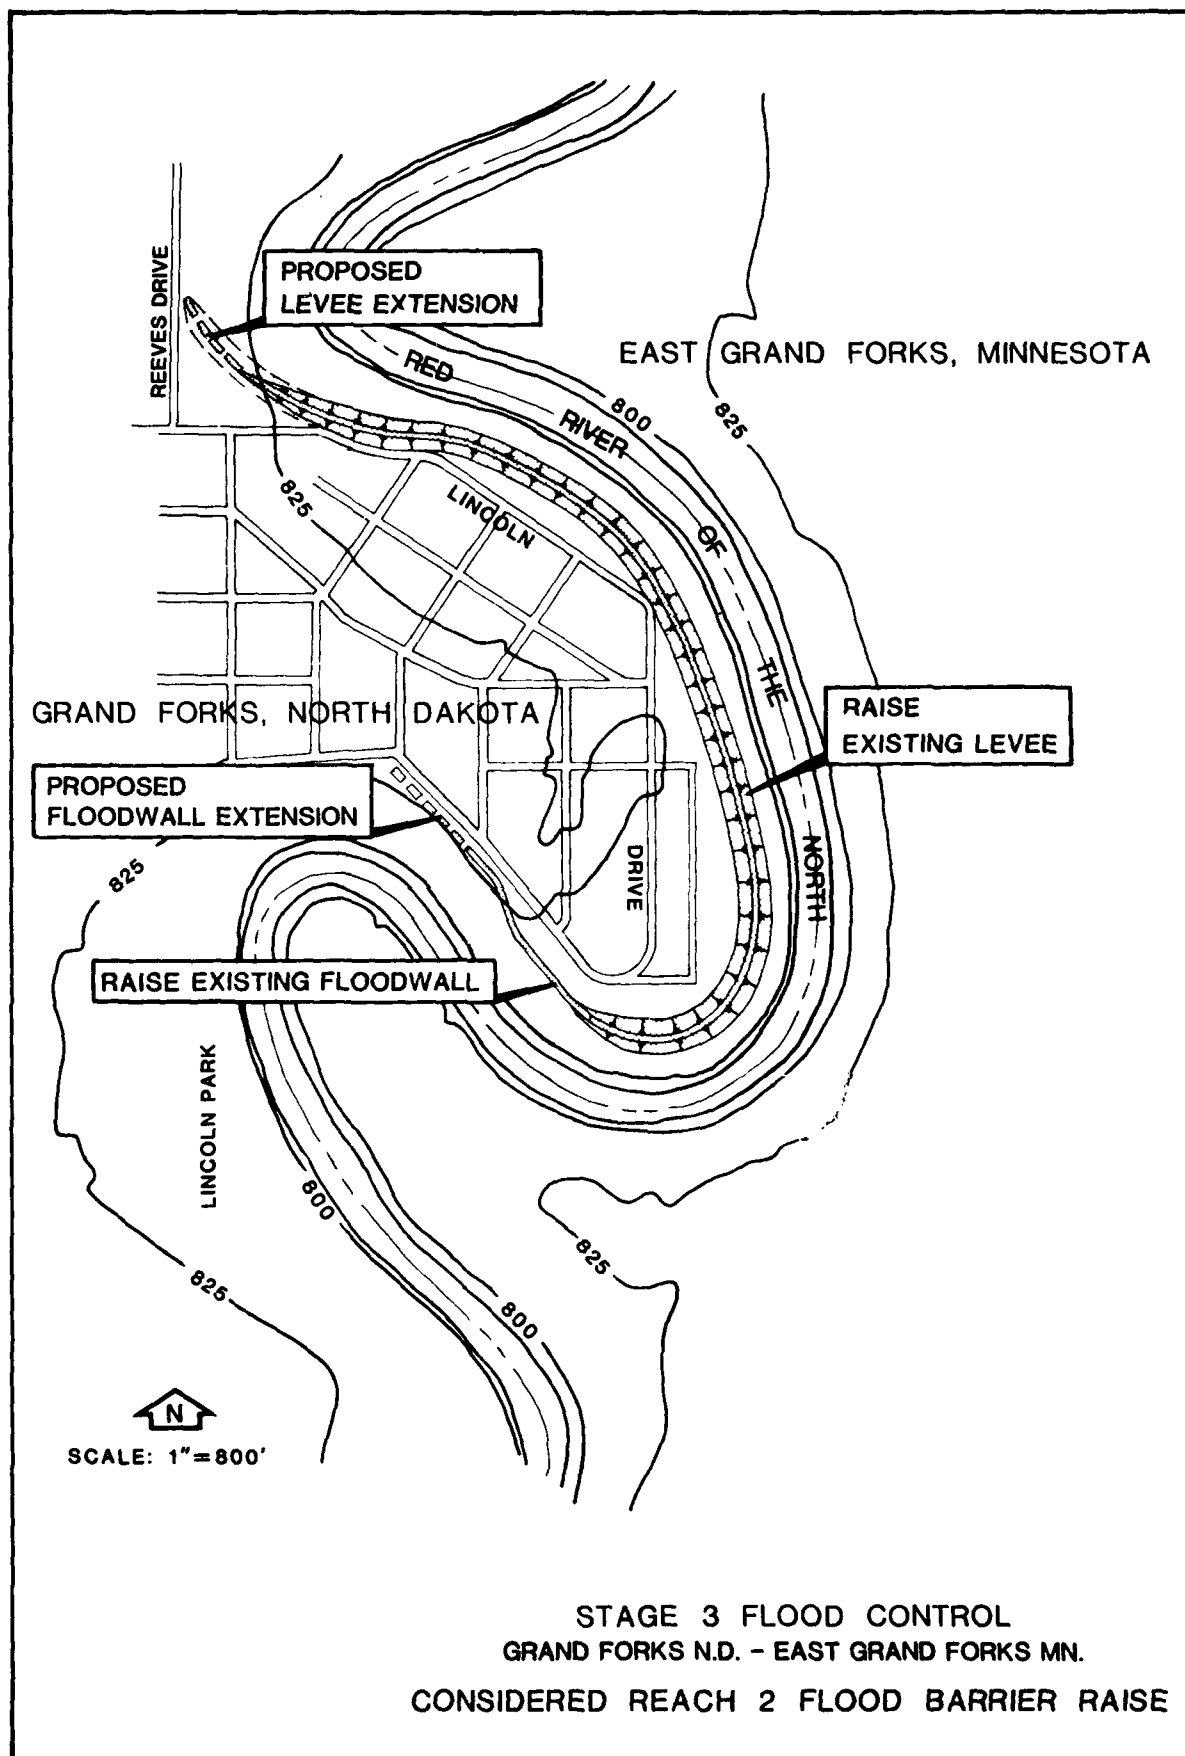 REEVES DRIVE
PROPOSED
LEVEE EXTENSION
EAST GRAND FORKS, MINNESOTA
RED
RIVER
OF
THE
NORTH
800
825
825
LINCOLN
DRIVE
GRAND FORKS, NORTH DAKOTA
RAISE
EXISTING LEVEE
PROPOSED
FLOODWALL EXTENSION
825
RAISE EXISTING FLOODWALL
LINCOLN PARK
800
825
825
800
N
SCALE: 1"=800'
STAGE 3 FLOOD CONTROL
GRAND FORKS N.D. - EAST GRAND FORKS MN.
CONSIDERED REACH 2 FLOOD BARRIER RAISE